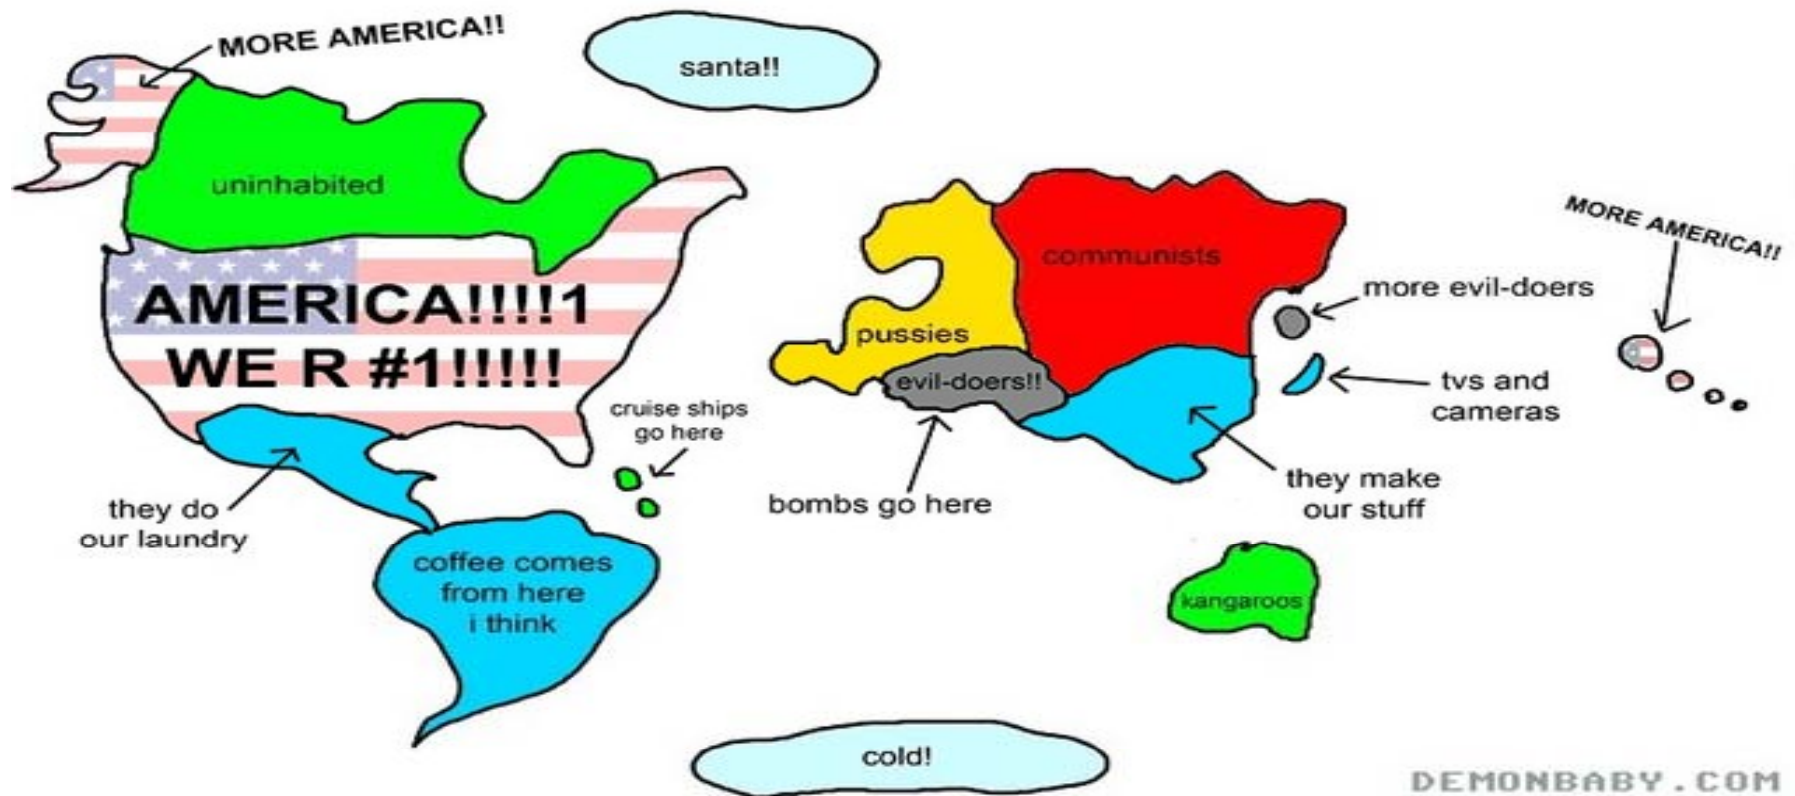 MORE AMERICA!!
santa!!
uninhabited
MORE AMERICA!!
communists
more evil-doers
AMERICA!!!!1
WE R #1!!!!!
pussies
evil-doers!!
tvs and
cameras
cruise ships
go here
they make
our stuff
bombs go here
they do
our laundry
coffee comes
from here
i think
kangaroos
cold!
DEMONBABY.COM